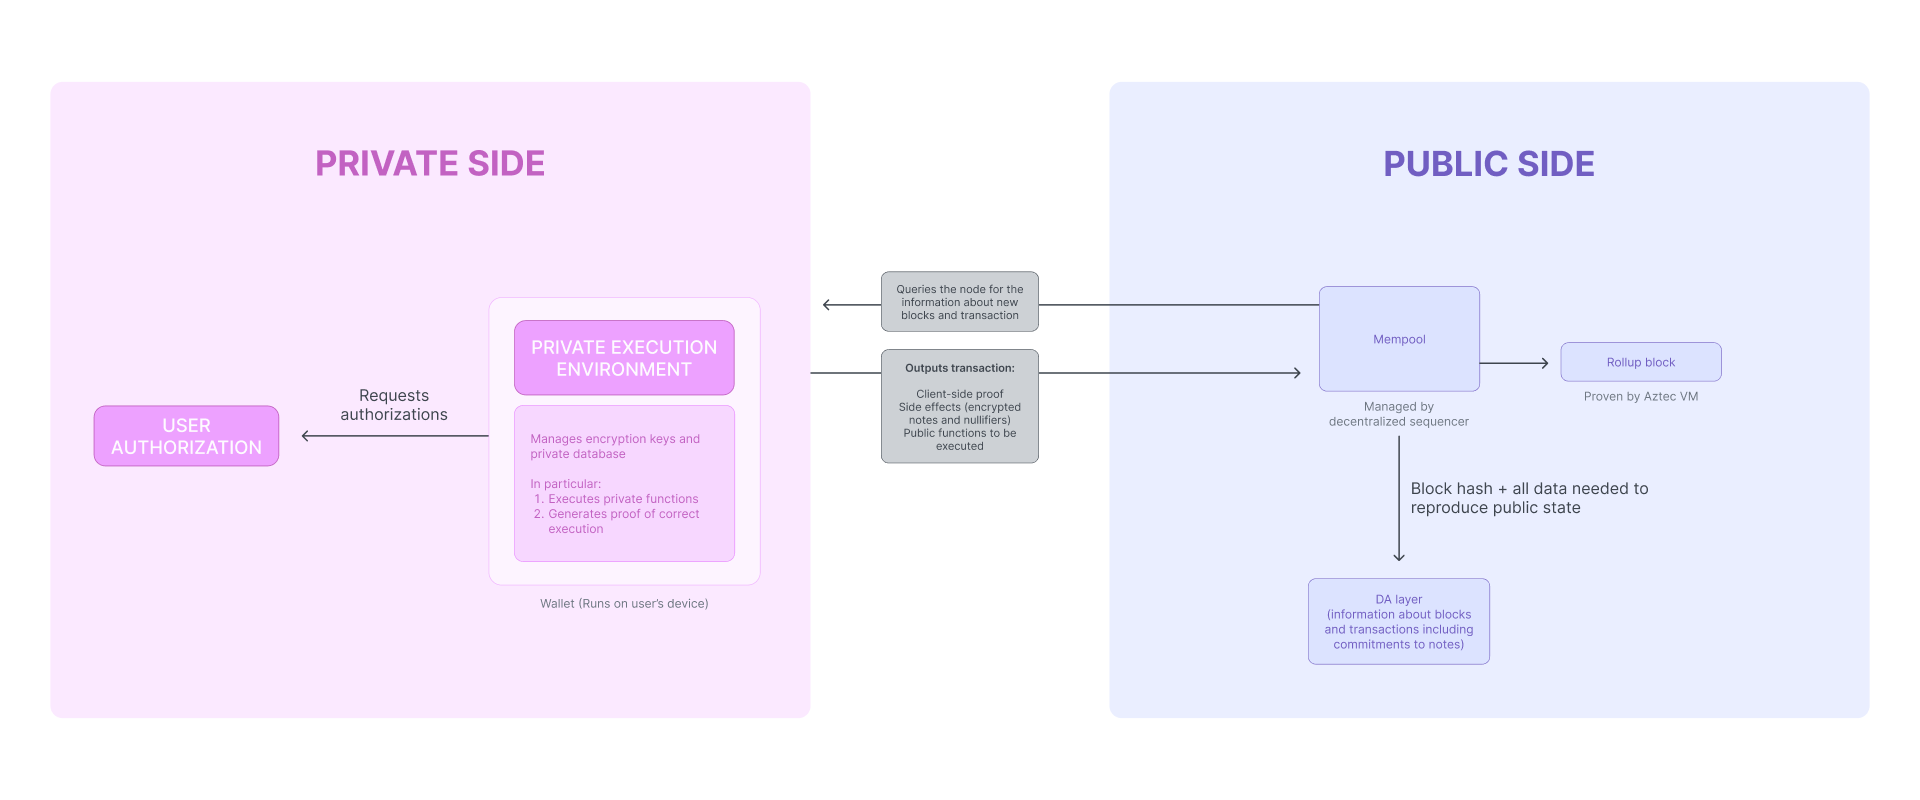 PRIVATE SIDE
USER
AUTHORIZATION
Requests
authorizations
PRIVATE EXECUTION
ENVIRONMENT
Manages encryption keys and
private database
In particular:
1. Executes private functions
2. Generates proof of correct
execution
Wallet (Runs on user's device)
Queries the node for the
information about new
blocks and transaction
Outputs transaction:
Client-side proof
Side effects (encrypted
notes and nullifiers)
Public functions to be
executed
PUBLIC SIDE
Mempool
Managed by
decentralized sequencer
Rollup block
Proven by Aztec VM
Block hash + all data needed to
reproduce public state
DA layer
(information about blocks
and transactions including
commitments to notes)